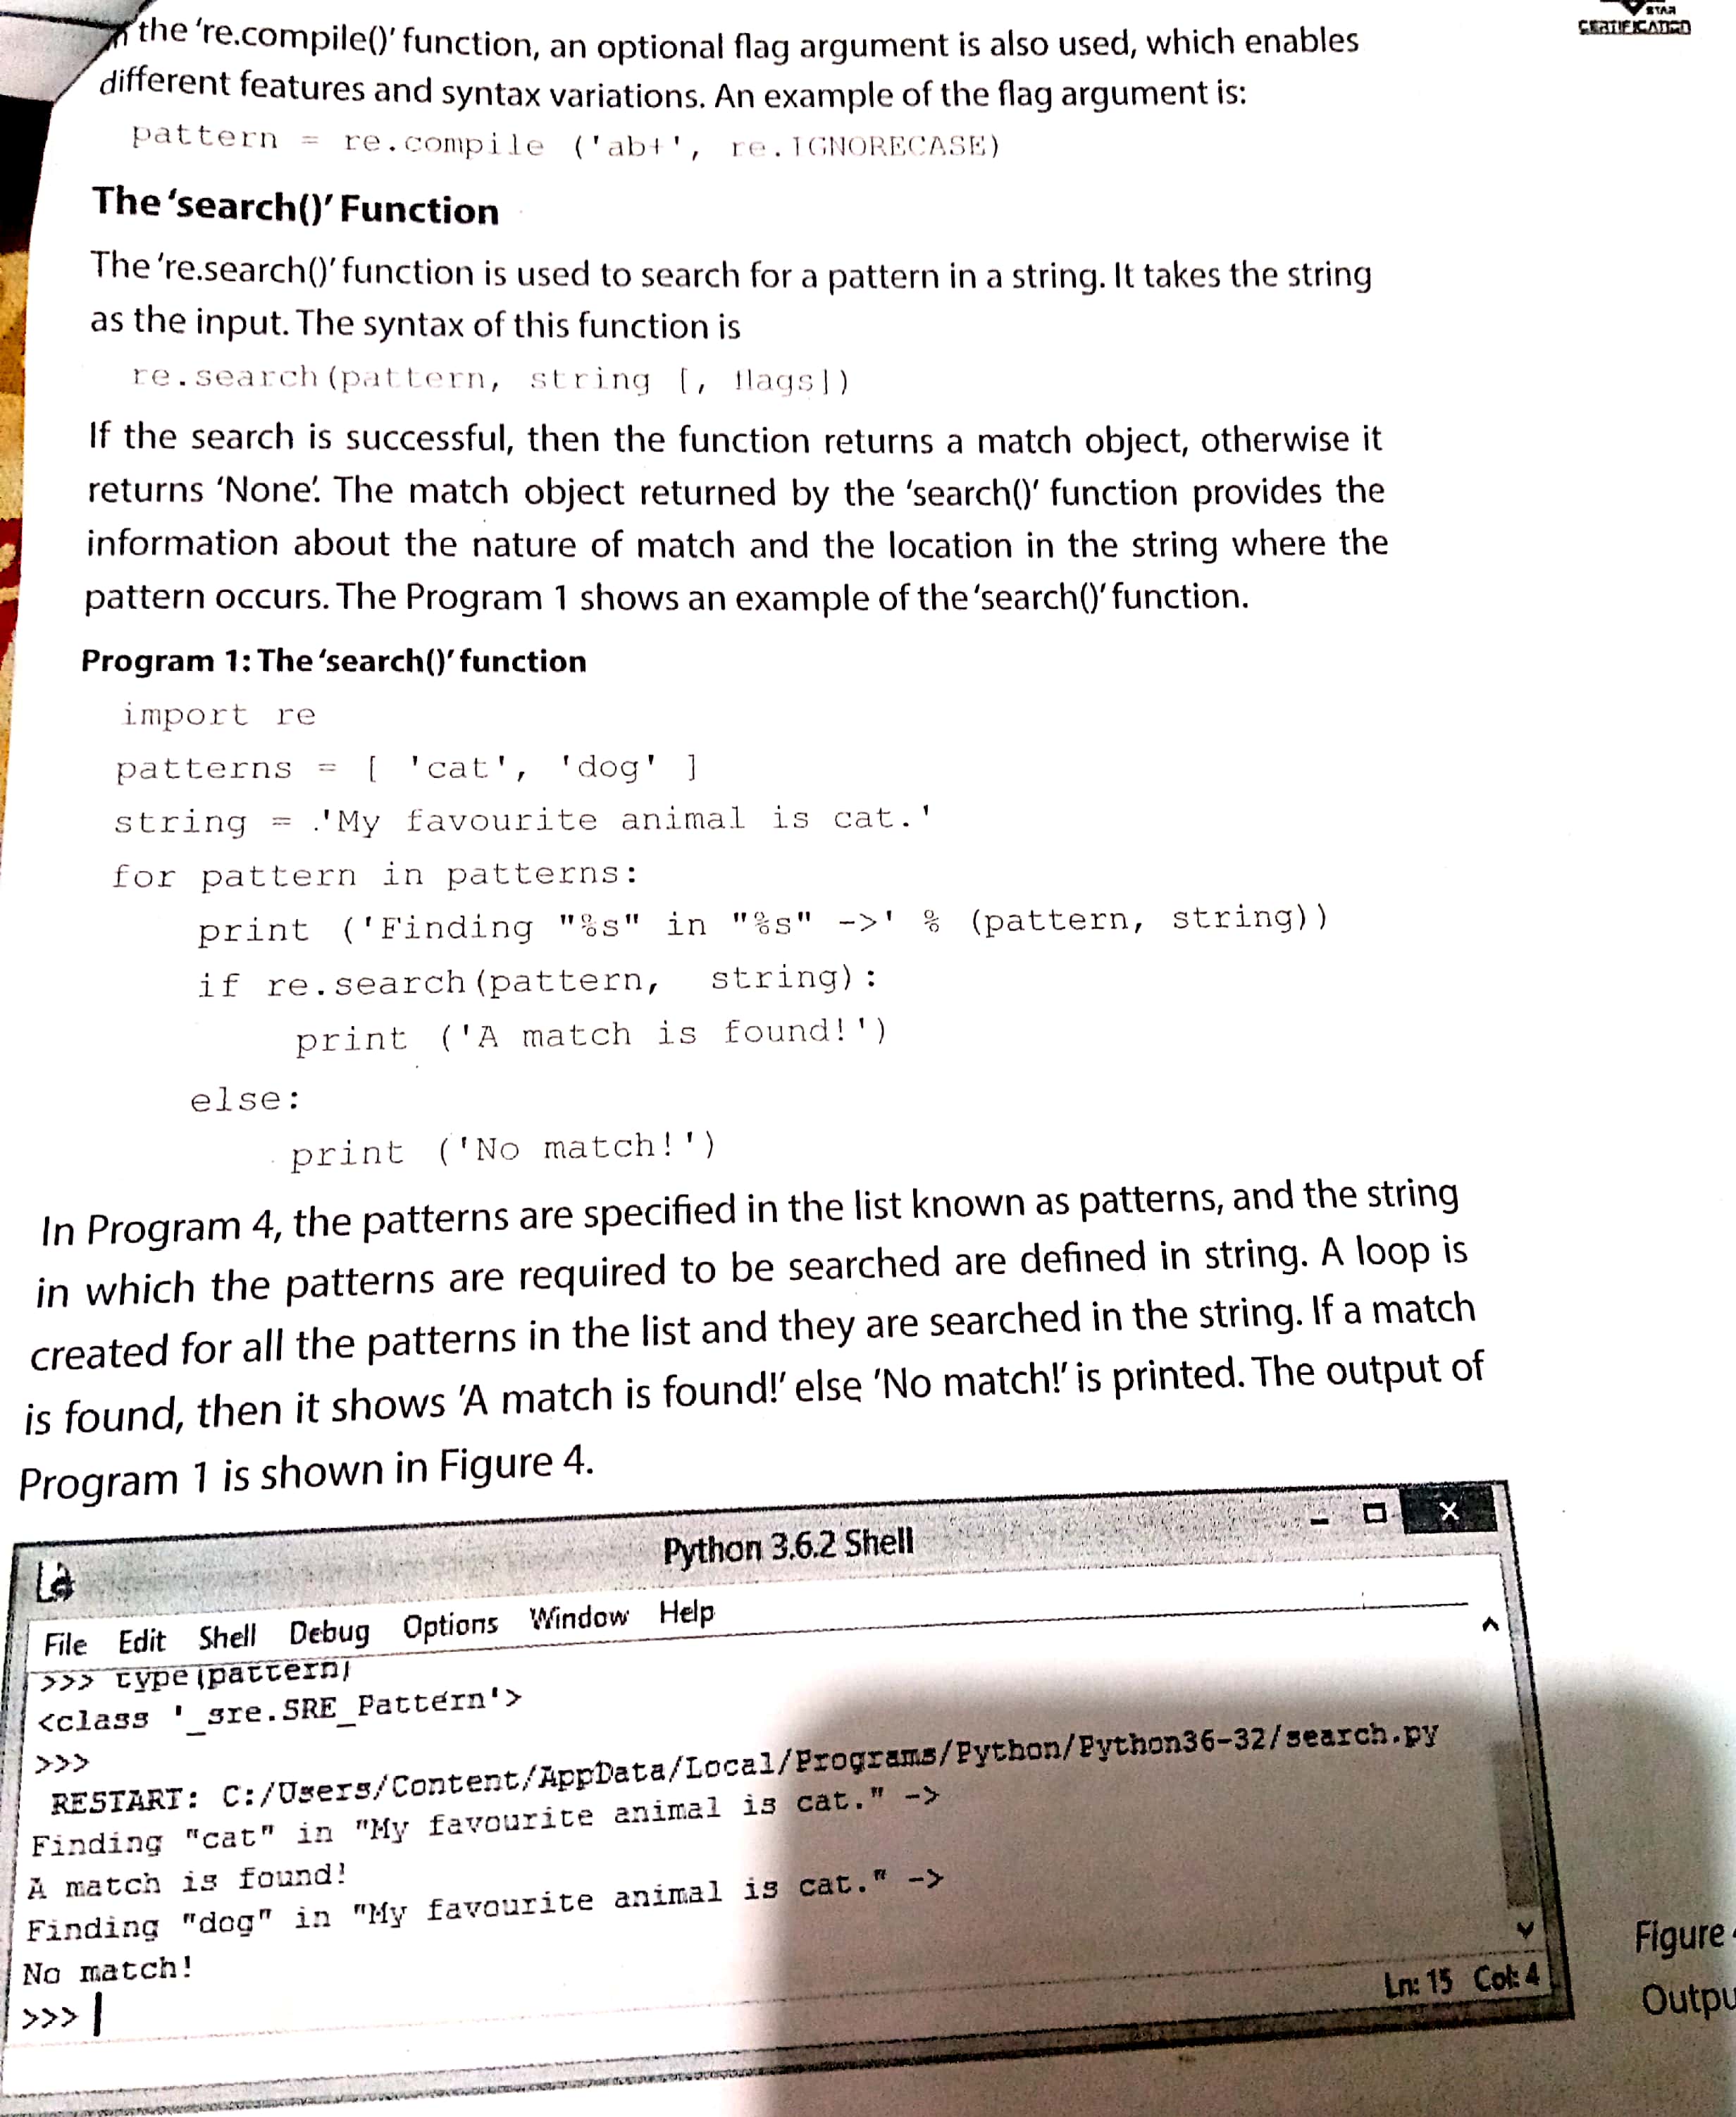 STAR
CERTIFICATION
In the 're.compile()' function, an optional flag argument is also used, which enables
different features and syntax variations. An example of the flag argument is:
pattern = re.compile ('ab+', re.IGNORECASE)
The 'search()' Function
The 're.search()' function is used to search for a pattern in a string. It takes the string
as the input. The syntax of this function is
re.search(pattern, string [, flags])
If the search is successful, then the function returns a match object, otherwise it
returns 'None'. The match object returned by the 'search()' function provides the
information about the nature of match and the location in the string where the
pattern occurs. The Program 1 shows an example of the 'search()' function.
Program 1: The 'search()' function
import re
patterns = [ 'cat', 'dog' ]
string = 'My favourite animal is cat.'
for pattern in patterns:
print ('Finding "%s" in "%s" ->' % (pattern, string))
if re.search(pattern, string):
print ('A match is found!')
else:
print ('No match!')
In Program 4, the patterns are specified in the list known as patterns, and the string
in which the patterns are required to be searched are defined in string. A loop is
created for all the patterns in the list and they are searched in the string. If a match
is found, then it shows 'A match is found!' else 'No match!' is printed. The output of
Program 1 is shown in Figure 4.
Python 3.6.2 Shell
File Edit Shell Debug Options Window Help
>>> type(pattern)
<class '_sre.SRE_Pattern'>
>>>
RESTART: C:/Users/Content/AppData/Local/Programs/Python/Python36-32/search.py
Finding "cat" in "My favourite animal is cat." ->
A match is found!
Finding "dog" in "My favourite animal is cat." ->
No match!
>>>
Ln: 15 Col: 4
Figure
Outpu